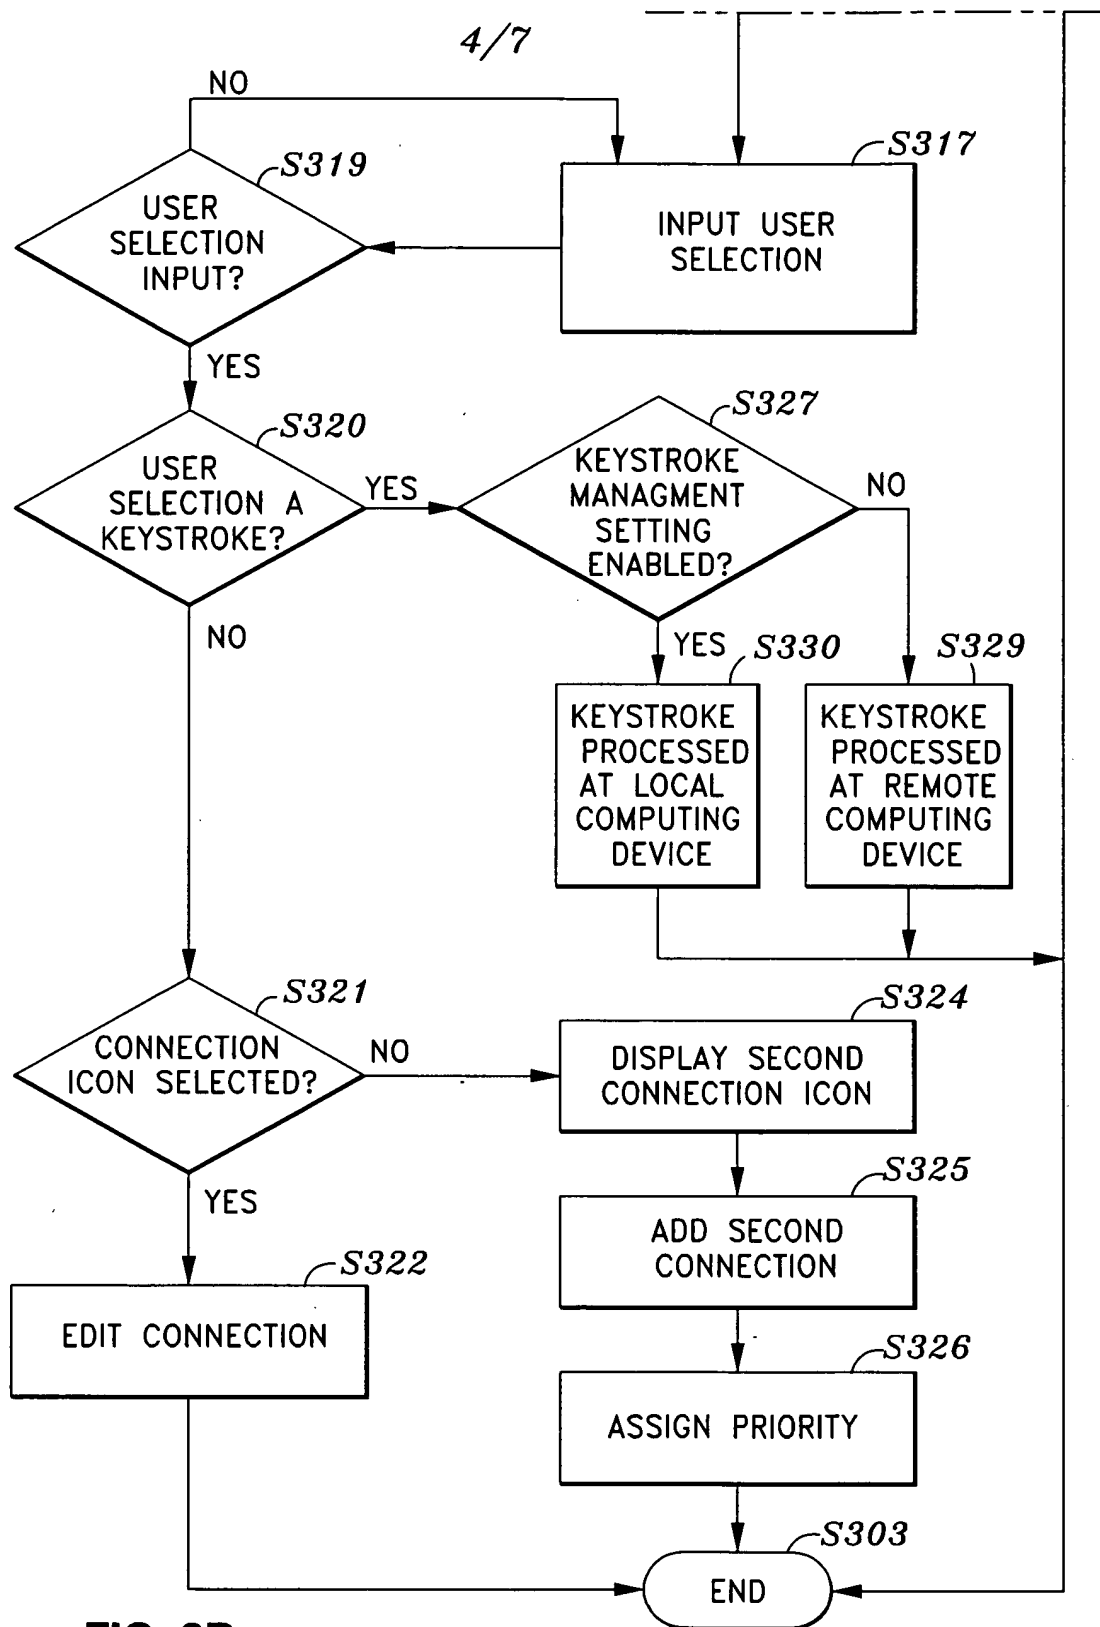 4/7
NO
S319
S317
USER
SELECTION
INPUT?
INPUT USER
SELECTION
YES
S320
S327
USER
SELECTION A
KEYSTROKE?
YES
KEYSTROKE
MANAGMENT
SETTING
ENABLED?
NO
NO
YES
S330
S329
KEYSTROKE
PROCESSED
AT LOCAL
COMPUTING
DEVICE
KEYSTROKE
PROCESSED
AT REMOTE
COMPUTING
DEVICE
S321
S324
CONNECTION
ICON SELECTED?
NO
DISPLAY SECOND
CONNECTION ICON
YES
S325
ADD SECOND
CONNECTION
S322
EDIT CONNECTION
S326
ASSIGN PRIORITY
S303
END